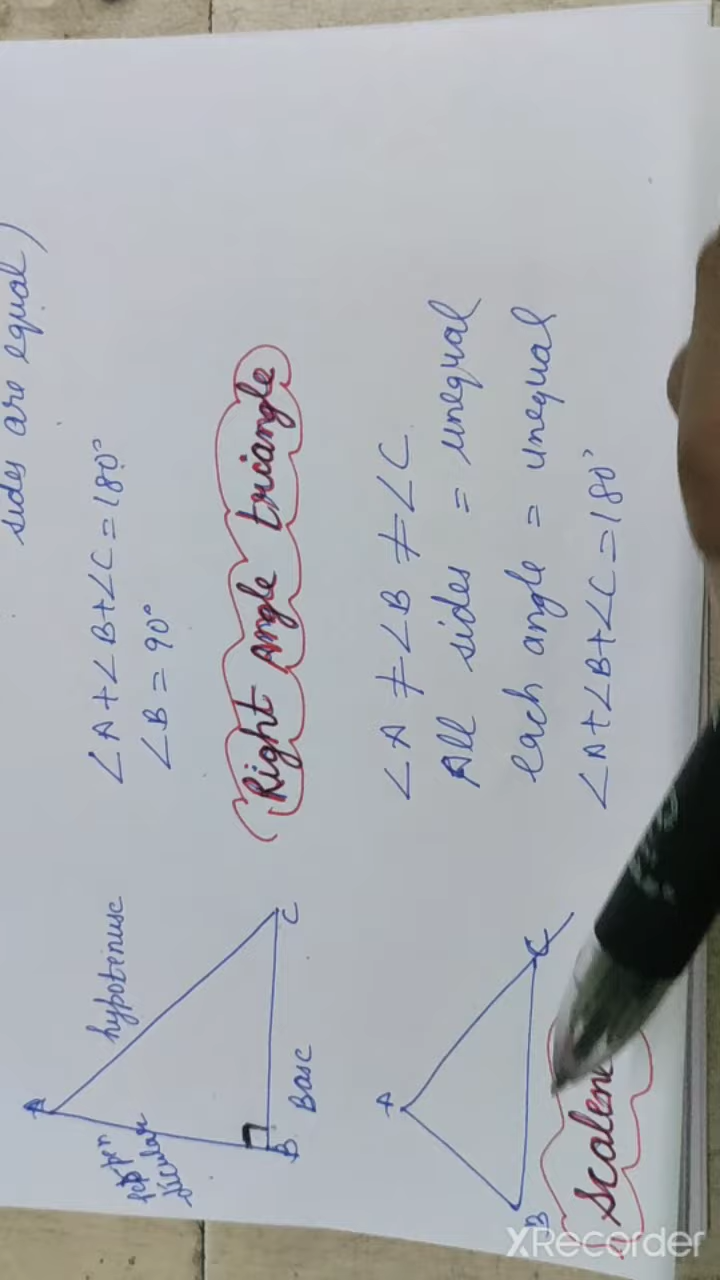 sides are equal)
∠A+∠B+∠C=180°
∠B=90°
Right Angle triangle
A
hypotenuse
B
Base
C
∠A≠∠B≠∠C
All sides = unequal
each angle = unequal
∠A+∠B+∠C=180°
A
B
C
Scalene
XRecorder